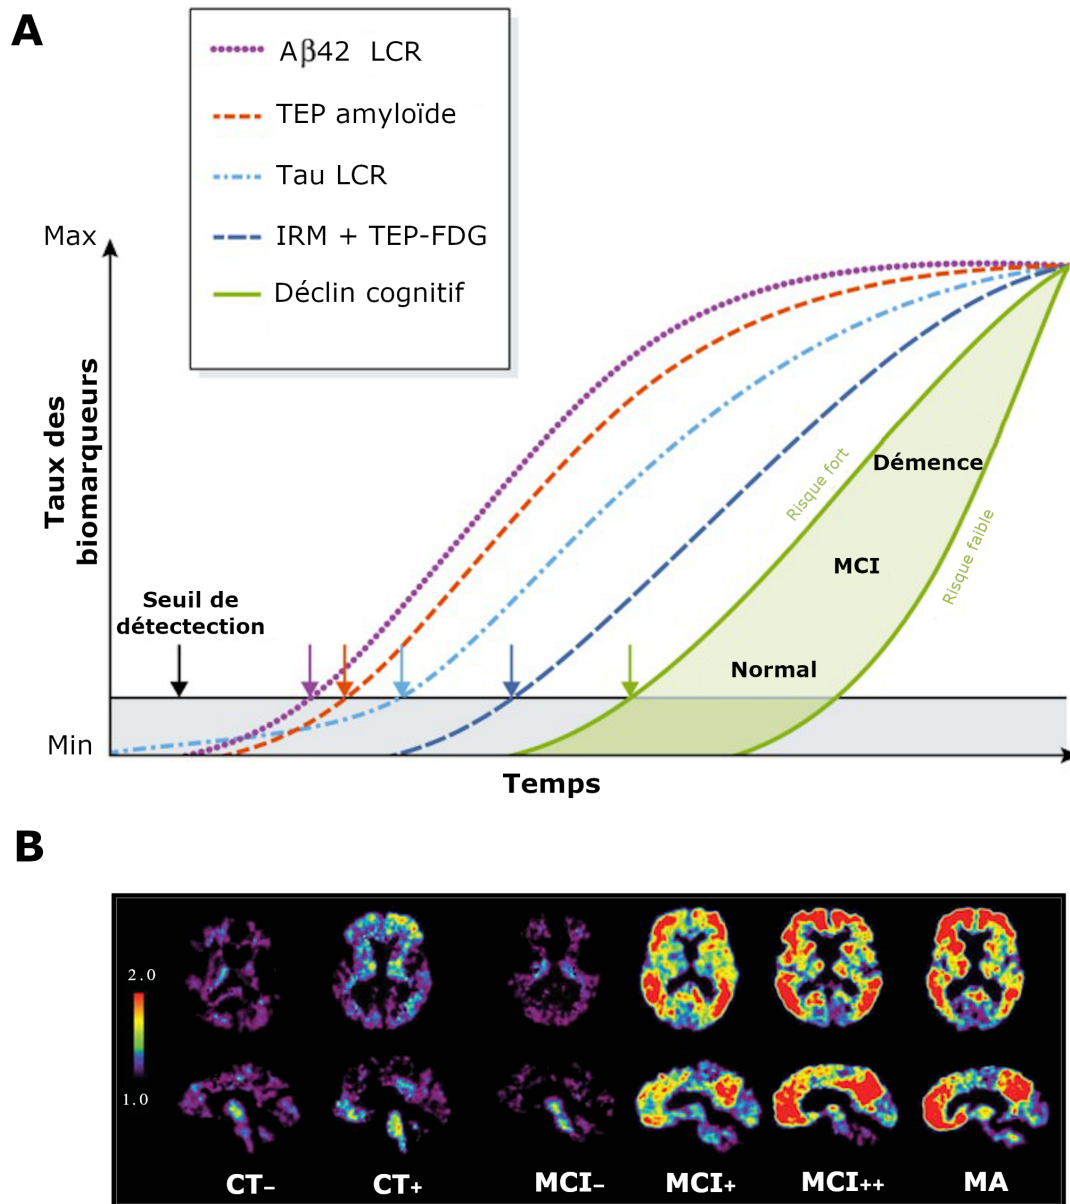 A
Aβ42 LCR
TEP amyloïde
Tau LCR
IRM + TEP-FDG
Déclin cognitif
Max
Taux des
biomarqueurs
Risque fort
Démence
MCI
Risque faible
Seuil de
détectection
Normal
Min
Temps
B
2.0
1.0
CT–
CT+
MCI–
MCI+
MCI++
MA